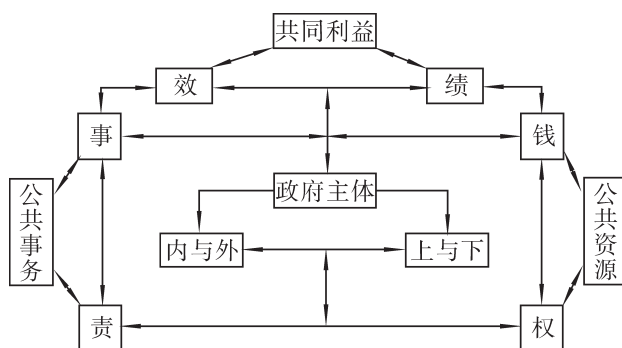 共同利益
效
绩
事
钱
政府主体
公共事务
公共资源
内与外
上与下
责
权